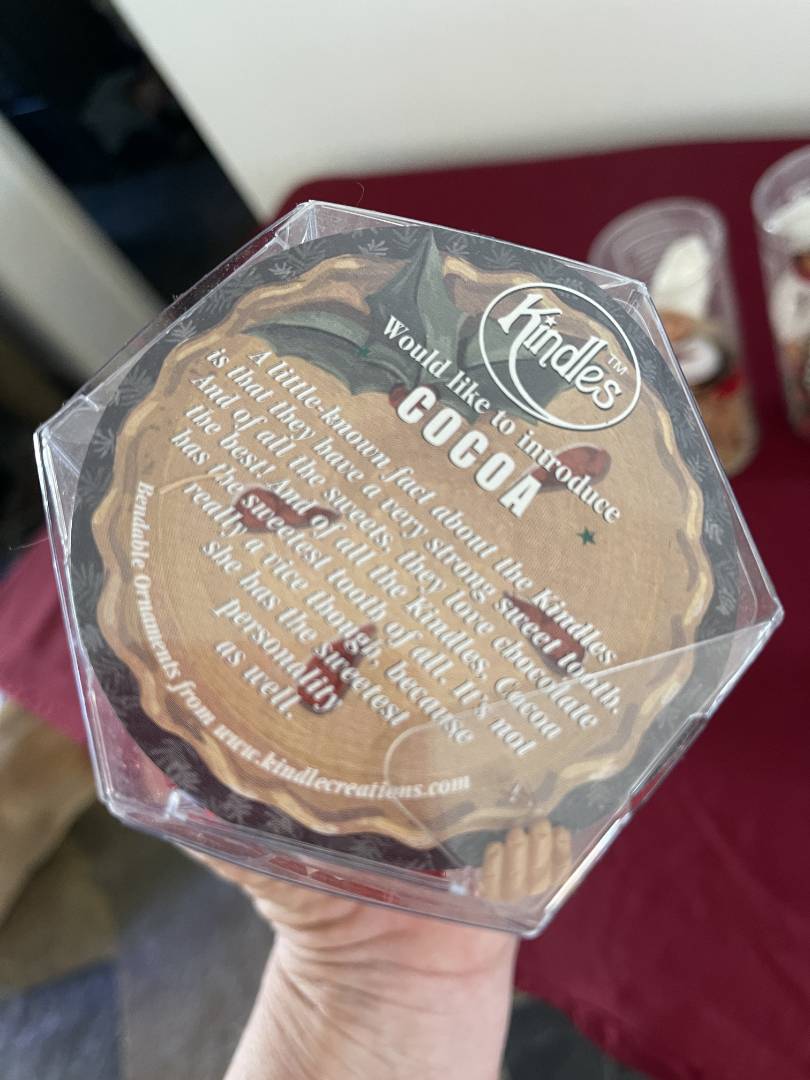 Kindles™
Would like to introduce
COCOA
A little-known fact about the Kindles
is that they have a very strong sweet tooth.
And of all the sweets, they love chocolate
the best! And of all the Kindles, Cocoa
has the sweetest tooth of all. It's not
really a vice though, because
she has the sweetest
personality
as well.
Bendable Ornaments from www.kindlecreations.com